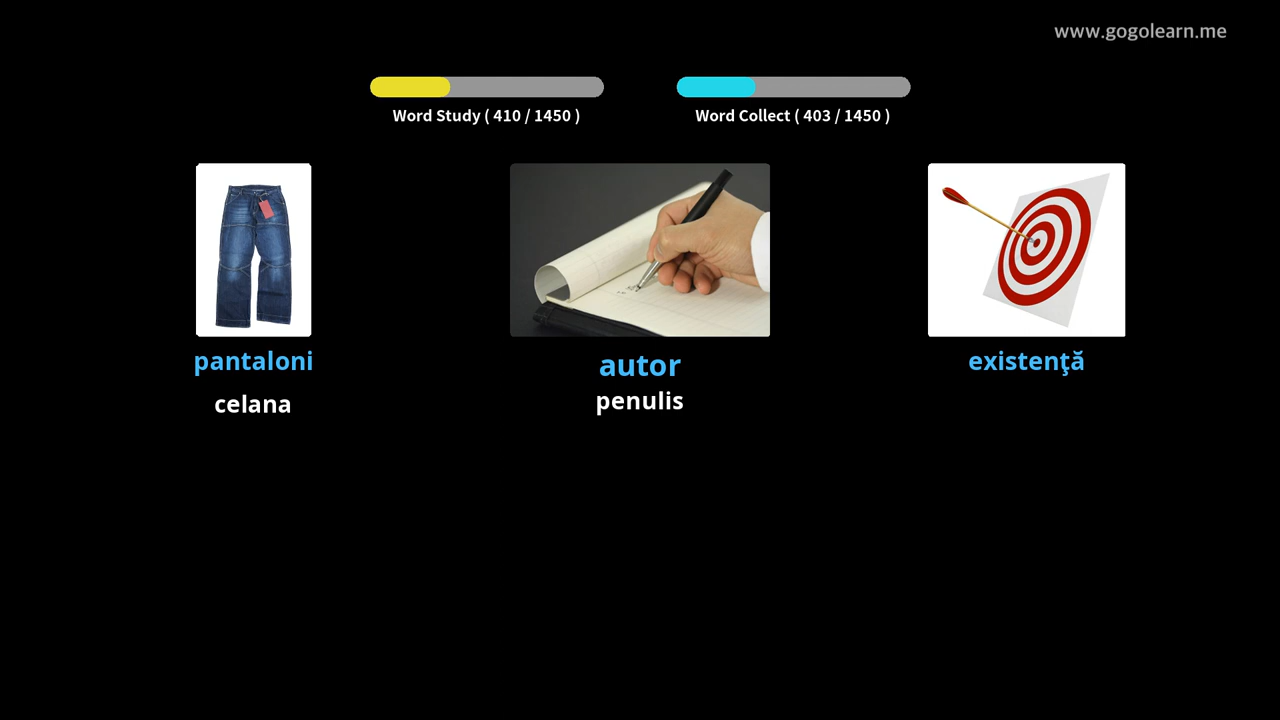 www.gogolearn.me
Word Study ( 410 / 1450 )
Word Collect ( 403 / 1450 )
pantaloni
celana
autor
penulis
existenţă